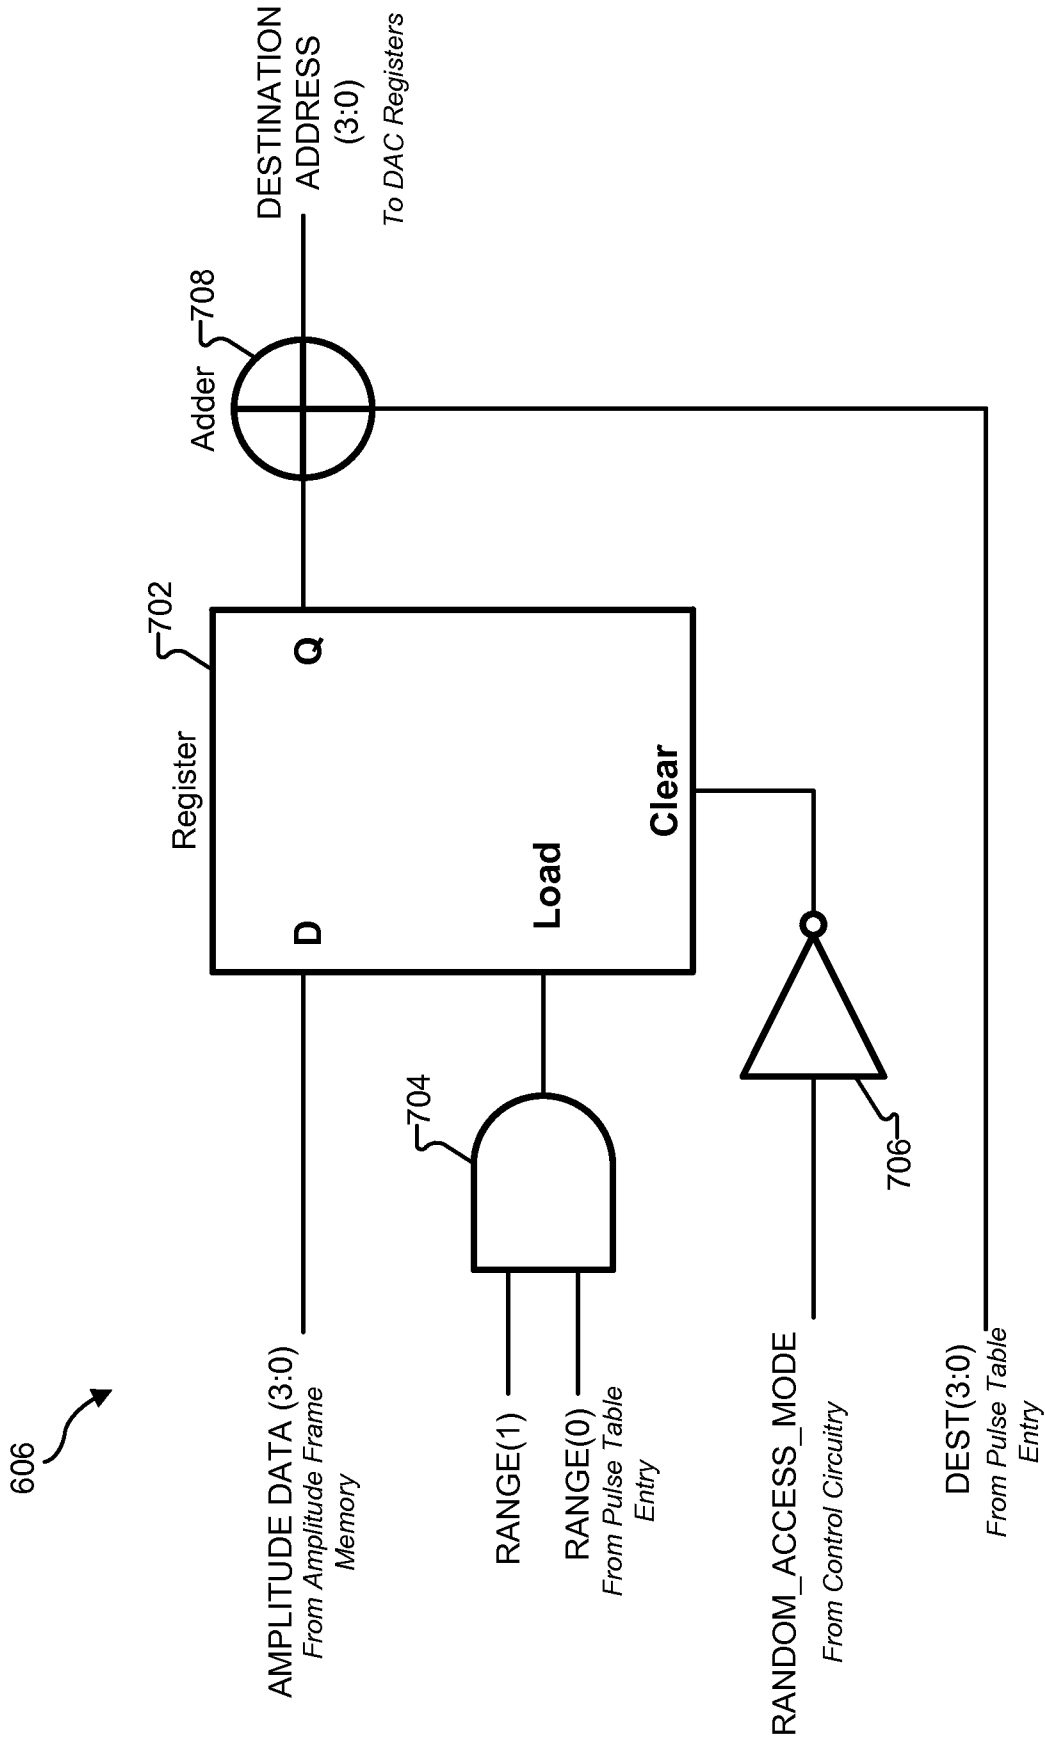 606
AMPLITUDE DATA (3:0)
From Amplitude Frame
Memory
RANGE(1)
RANGE(0)
From Pulse Table
Entry
RANDOM_ACCESS_MODE
From Control Circuitry
DEST(3:0)
From Pulse Table
Entry
704
706
Register
702
D
Q
Load
Clear
Adder
708
DESTINATION
ADDRESS
(3:0)
To DAC Registers